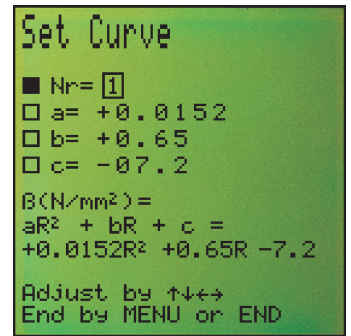 Set Curve
■ Nr= 1
□ a= +0.0152
□ b= +0.65
□ c= -07.2
β(N/mm²)=
aR² + bR + c =
+0.0152R² +0.65R -7.2
Adjust by ↑↓←→
End by MENU or END